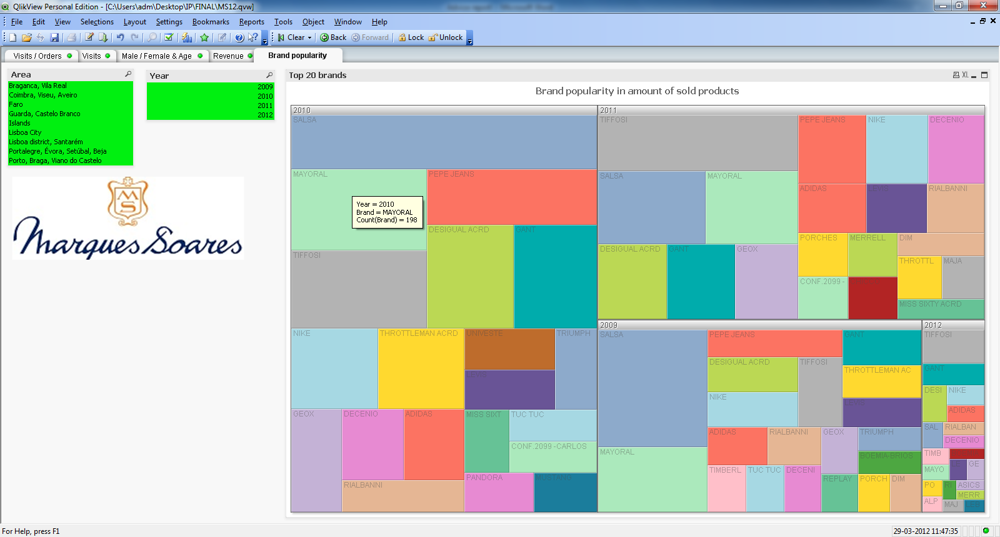 QlikView Personal Edition - [C:\Users\adm\Desktop\IP\FINAL\MS12.qvw]
File Edit View Selections Layout Settings Bookmarks Reports Tools Object Window Help
Clear Back Forward Lock Unlock
Visits / Orders Visits Male / Female & Age Revenue Brand popularity
Area
Braganca, Vila Real
Coimbra, Viseu, Aveiro
Faro
Guarda, Castelo Branco
Islands
Lisboa City
Lisboa district, Santarém
Portalegre, Évora, Setúbal, Beja
Porto, Braga, Viano do Castelo
Year
2009
2010
2011
2012
MS
Marques Soares
Top 20 brands
XL
Brand popularity in amount of sold products
2010
SALSA
MAYORAL PEPE JEANS
Year = 2010
Brand = MAYORAL
Count(Brand) = 198
DESIGUAL ACRD GANT
TIFFOSI
NIKE THROTTLEMAN ACRD UNIVESTE TRIUMPH
LEVIS
GEOX DECENIO ADIDAS MISS SIXT TUC TUC
CONF.2099 -CARLOS
RIALBANNI PANDORA MUSTANG
2011
TIFFOSI PEPE JEANS NIKE DECENIO
SALSA MAYORAL
ADIDAS LEVIS RIALBANNI
PORCHES MERRELL DIM
DESIGUAL ACRD GANT GEOX
THROTTL MAJA
CONF.2099 -
MISS SIXTY ACRD
2009
SALSA PEPE JEANS GANT
DESIGUAL ACRD TIFFOSI
THROTTLEMAN AC
NIKE
LEVIS
ADIDAS RIALBANNI GEOX TRIUMPH
MAYORAL
BOEMIA-BRIOS
TIMBERL TUC TUC DECENI
REPLAY PORCH DIM
2012
TIFFOSI
GANT
DESI NIKE
ADIDAS
SAL RIALBAN
DECENIO
TIMB
LE GE
MAYO
PO RI ASICS
MERR
ALP MAJ LEB
For Help, press F1
29-03-2012 11:47:35